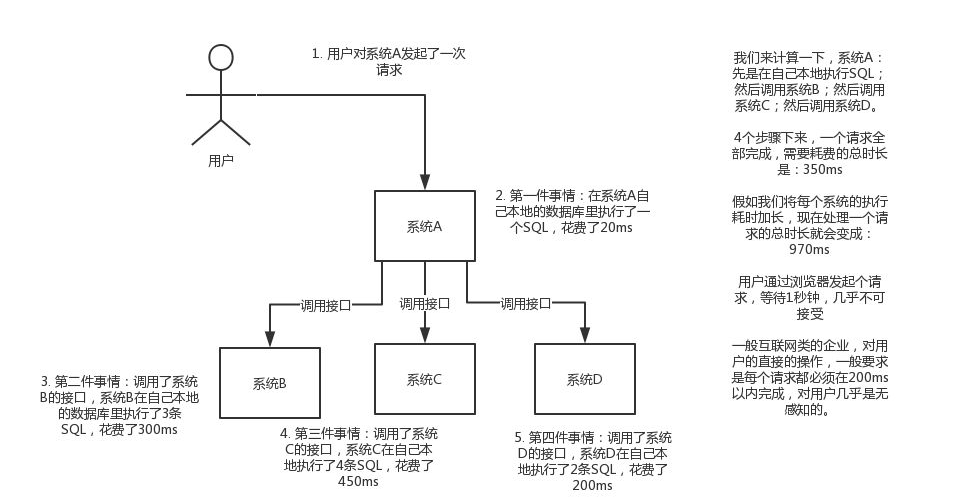 1. 用户对系统A发起了一次
请求
用户
系统A
2. 第一件事情：在系统A自
己本地的数据库里执行了一
个SQL，花费了20ms
调用接口
调用接口
调用接口
系统B
系统C
系统D
3. 第二件事情：调用了系统
B的接口，系统B在自己本地
的数据库里执行了3条
SQL，花费了300ms
4. 第三件事情：调用了系统
C的接口，系统C在自己本
地执行了4条SQL，花费了
450ms
5. 第四件事情：调用了系统
D的接口，系统D在自己本
地执行了2条SQL，花费了
200ms
我们来计算一下，系统A：
先是在自己本地执行SQL；
然后调用系统B；然后调用
系统C；然后调用系统D。
4个步骤下来，一个请求全
部完成，需要耗费的总时长
是：350ms
假如我们将每个系统的执行
耗时加长，现在处理一个请
求的总时长就会变成：
970ms
用户通过浏览器发起个请
求，等待1秒钟，几乎不可
接受
一般互联网类的企业，对用
户的直接的操作，一般要求
是每个请求都必须在200ms
以内完成，对用户几乎是无
感知的。